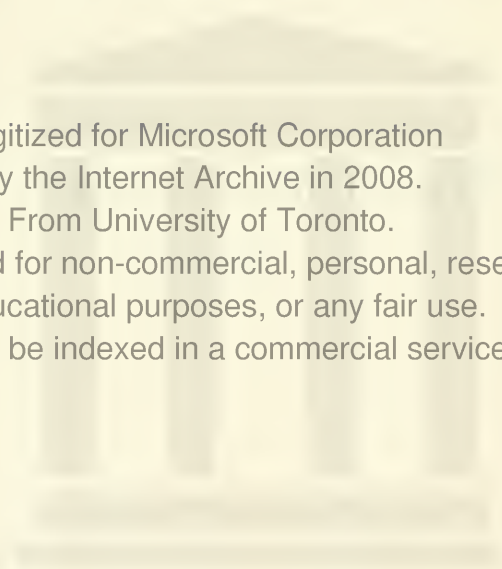 gitized for Microsoft Corporation
y the Internet Archive in 2008.
From University of Toronto.
d for non-commercial, personal, rese
ucational purposes, or any fair use.
be indexed in a commercial service